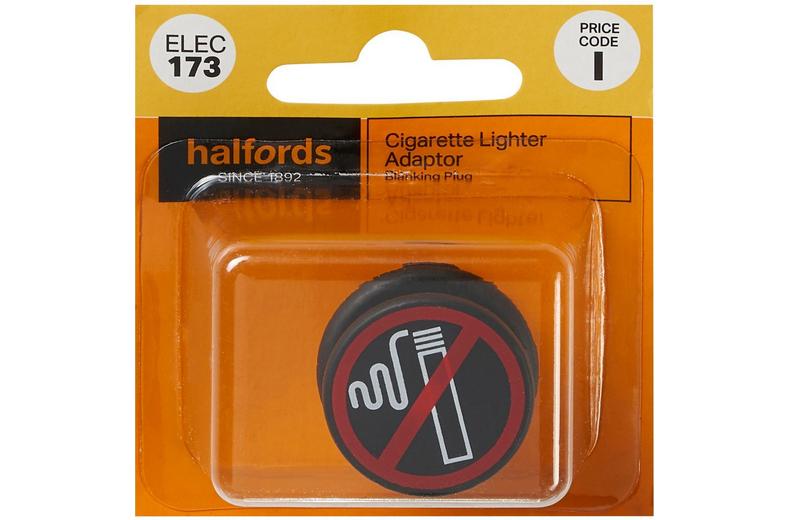 ELEC
173
PRICE
CODE
I
halfords
SINCE 1892
Cigarette Lighter
Adaptor
Blanking Plug